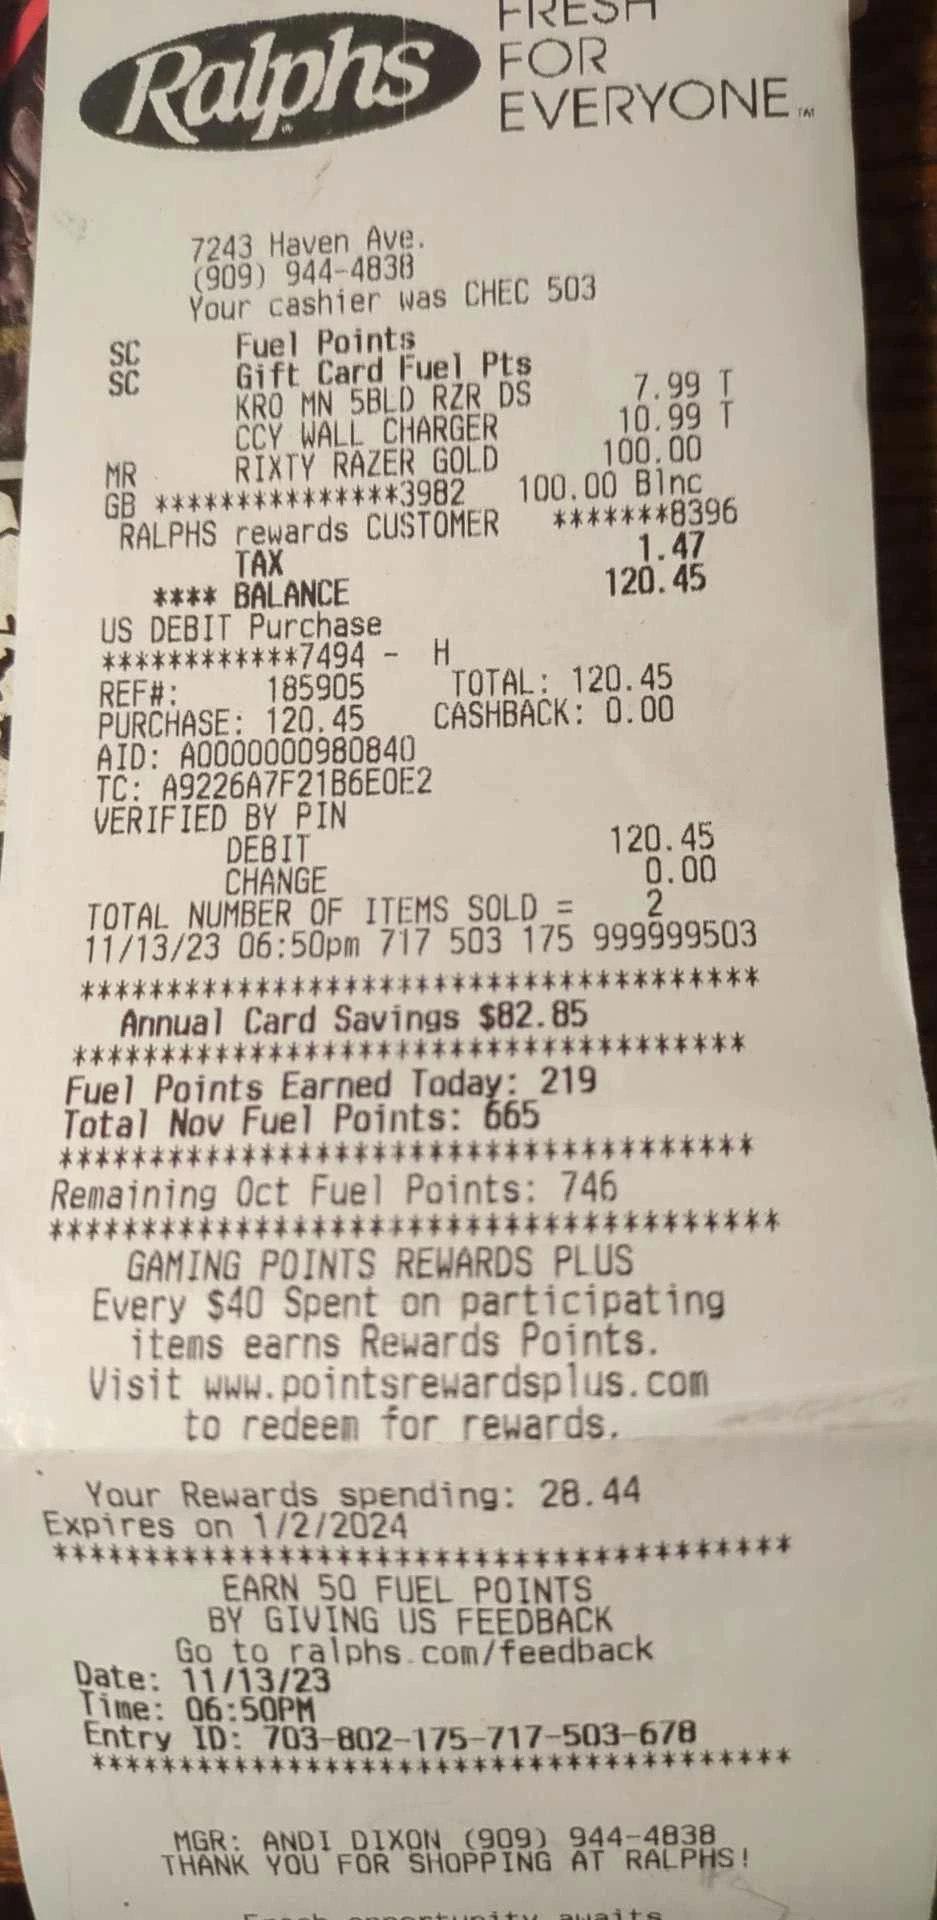 Ralphs
FRESH
FOR
EVERYONE™
7243 Haven Ave.
(909) 944-4838
Your cashier was CHEC 503
SC Fuel Points
SC Gift Card Fuel Pts
KRO MN 5BLD RZR DS 7.99 T
CCY WALL CHARGER 10.99 T
MR RIXTY RAZER GOLD 100.00
GB ***************3982 100.00 Blnc
RALPHS rewards CUSTOMER *******8396
TAX 1.47
**** BALANCE 120.45
US DEBIT Purchase
************7494 - H
REF#: 185905 TOTAL: 120.45
PURCHASE: 120.45 CASHBACK: 0.00
AID: A0000000980840
TC: A9226A7F21B6E0E2
VERIFIED BY PIN
DEBIT 120.45
CHANGE 0.00
TOTAL NUMBER OF ITEMS SOLD = 2
11/13/23 06:50pm 717 503 175 999999503
**************************************
Annual Card Savings $82.85
**************************************
Fuel Points Earned Today: 219
Total Nov Fuel Points: 665
**************************************
Remaining Oct Fuel Points: 746
**************************************
GAMING POINTS REWARDS PLUS
Every $40 Spent on participating
items earns Rewards Points.
Visit www.pointsrewardsplus.com
to redeem for rewards.
Your Rewards spending: 28.44
Expires on 1/2/2024
**************************************
EARN 50 FUEL POINTS
BY GIVING US FEEDBACK
Go to ralphs.com/feedback
Date: 11/13/23
Time: 06:50PM
Entry ID: 703-802-175-717-503-678
**************************************
MGR: ANDI DIXON (909) 944-4838
THANK YOU FOR SHOPPING AT RALPHS!
Fresh opportunity awaits